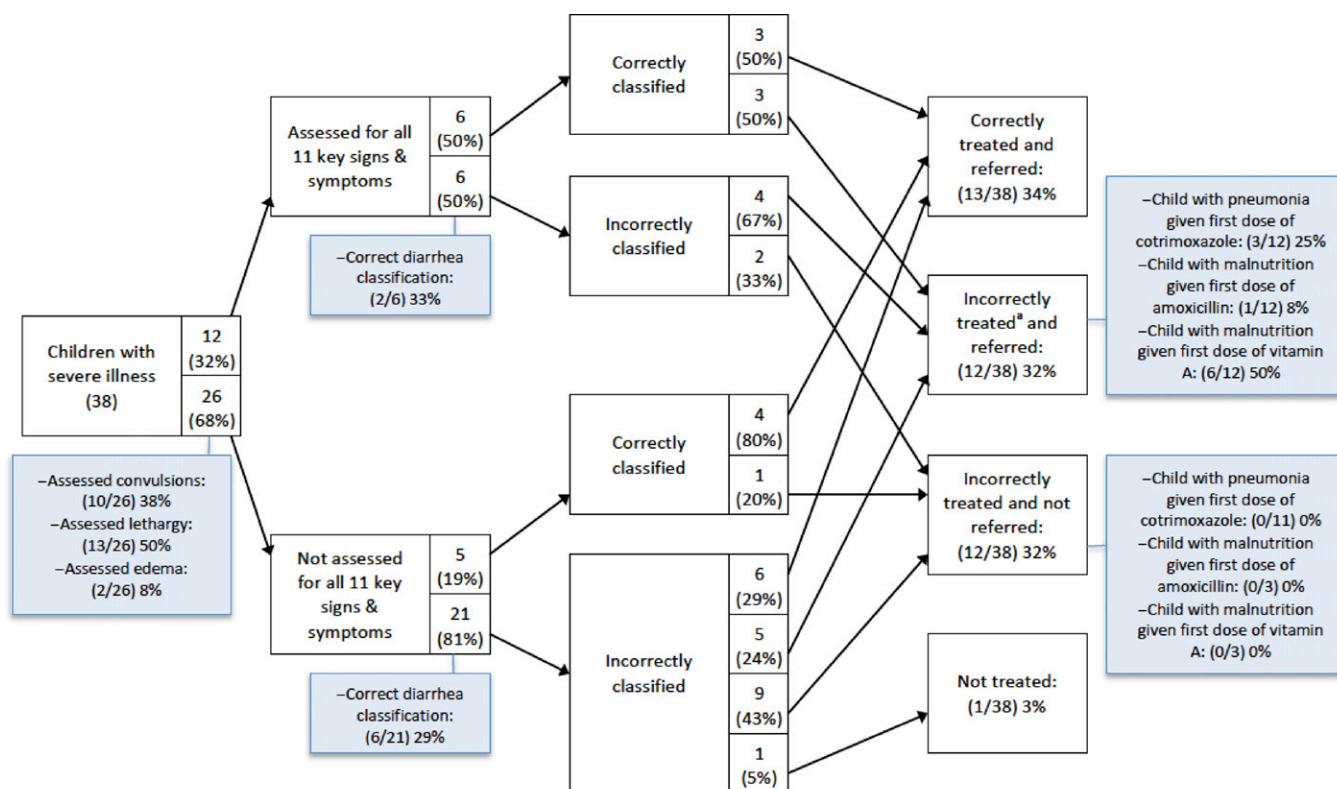 Children with
severe illness
(38)
12
(32%)
26
(68%)
–Assessed convulsions:
(10/26) 38%
–Assessed lethargy:
(13/26) 50%
–Assessed edema:
(2/26) 8%
Assessed for all
11 key signs &
symptoms
6
(50%)
6
(50%)
–Correct diarrhea
classification:
(2/6) 33%
Not assessed
for all 11 key
signs &
symptoms
5
(19%)
21
(81%)
–Correct diarrhea
classification:
(6/21) 29%
Correctly
classified
3
(50%)
3
(50%)
Incorrectly
classified
4
(67%)
2
(33%)
Correctly
classified
4
(80%)
1
(20%)
Incorrectly
classified
6
(29%)
5
(24%)
9
(43%)
1
(5%)
Correctly
treated and
referred:
(13/38) 34%
Incorrectly
treatedª and
referred:
(12/38) 32%
Incorrectly
treated and not
referred:
(12/38) 32%
Not treated:
(1/38) 3%
–Child with pneumonia
given first dose of
cotrimoxazole: (3/12) 25%
–Child with malnutrition
given first dose of
amoxicillin: (1/12) 8%
–Child with malnutrition
given first dose of vitamin
A: (6/12) 50%
–Child with pneumonia
given first dose of
cotrimoxazole: (0/11) 0%
–Child with malnutrition
given first dose of
amoxicillin: (0/3) 0%
–Child with malnutrition
given first dose of vitamin
A: (0/3) 0%